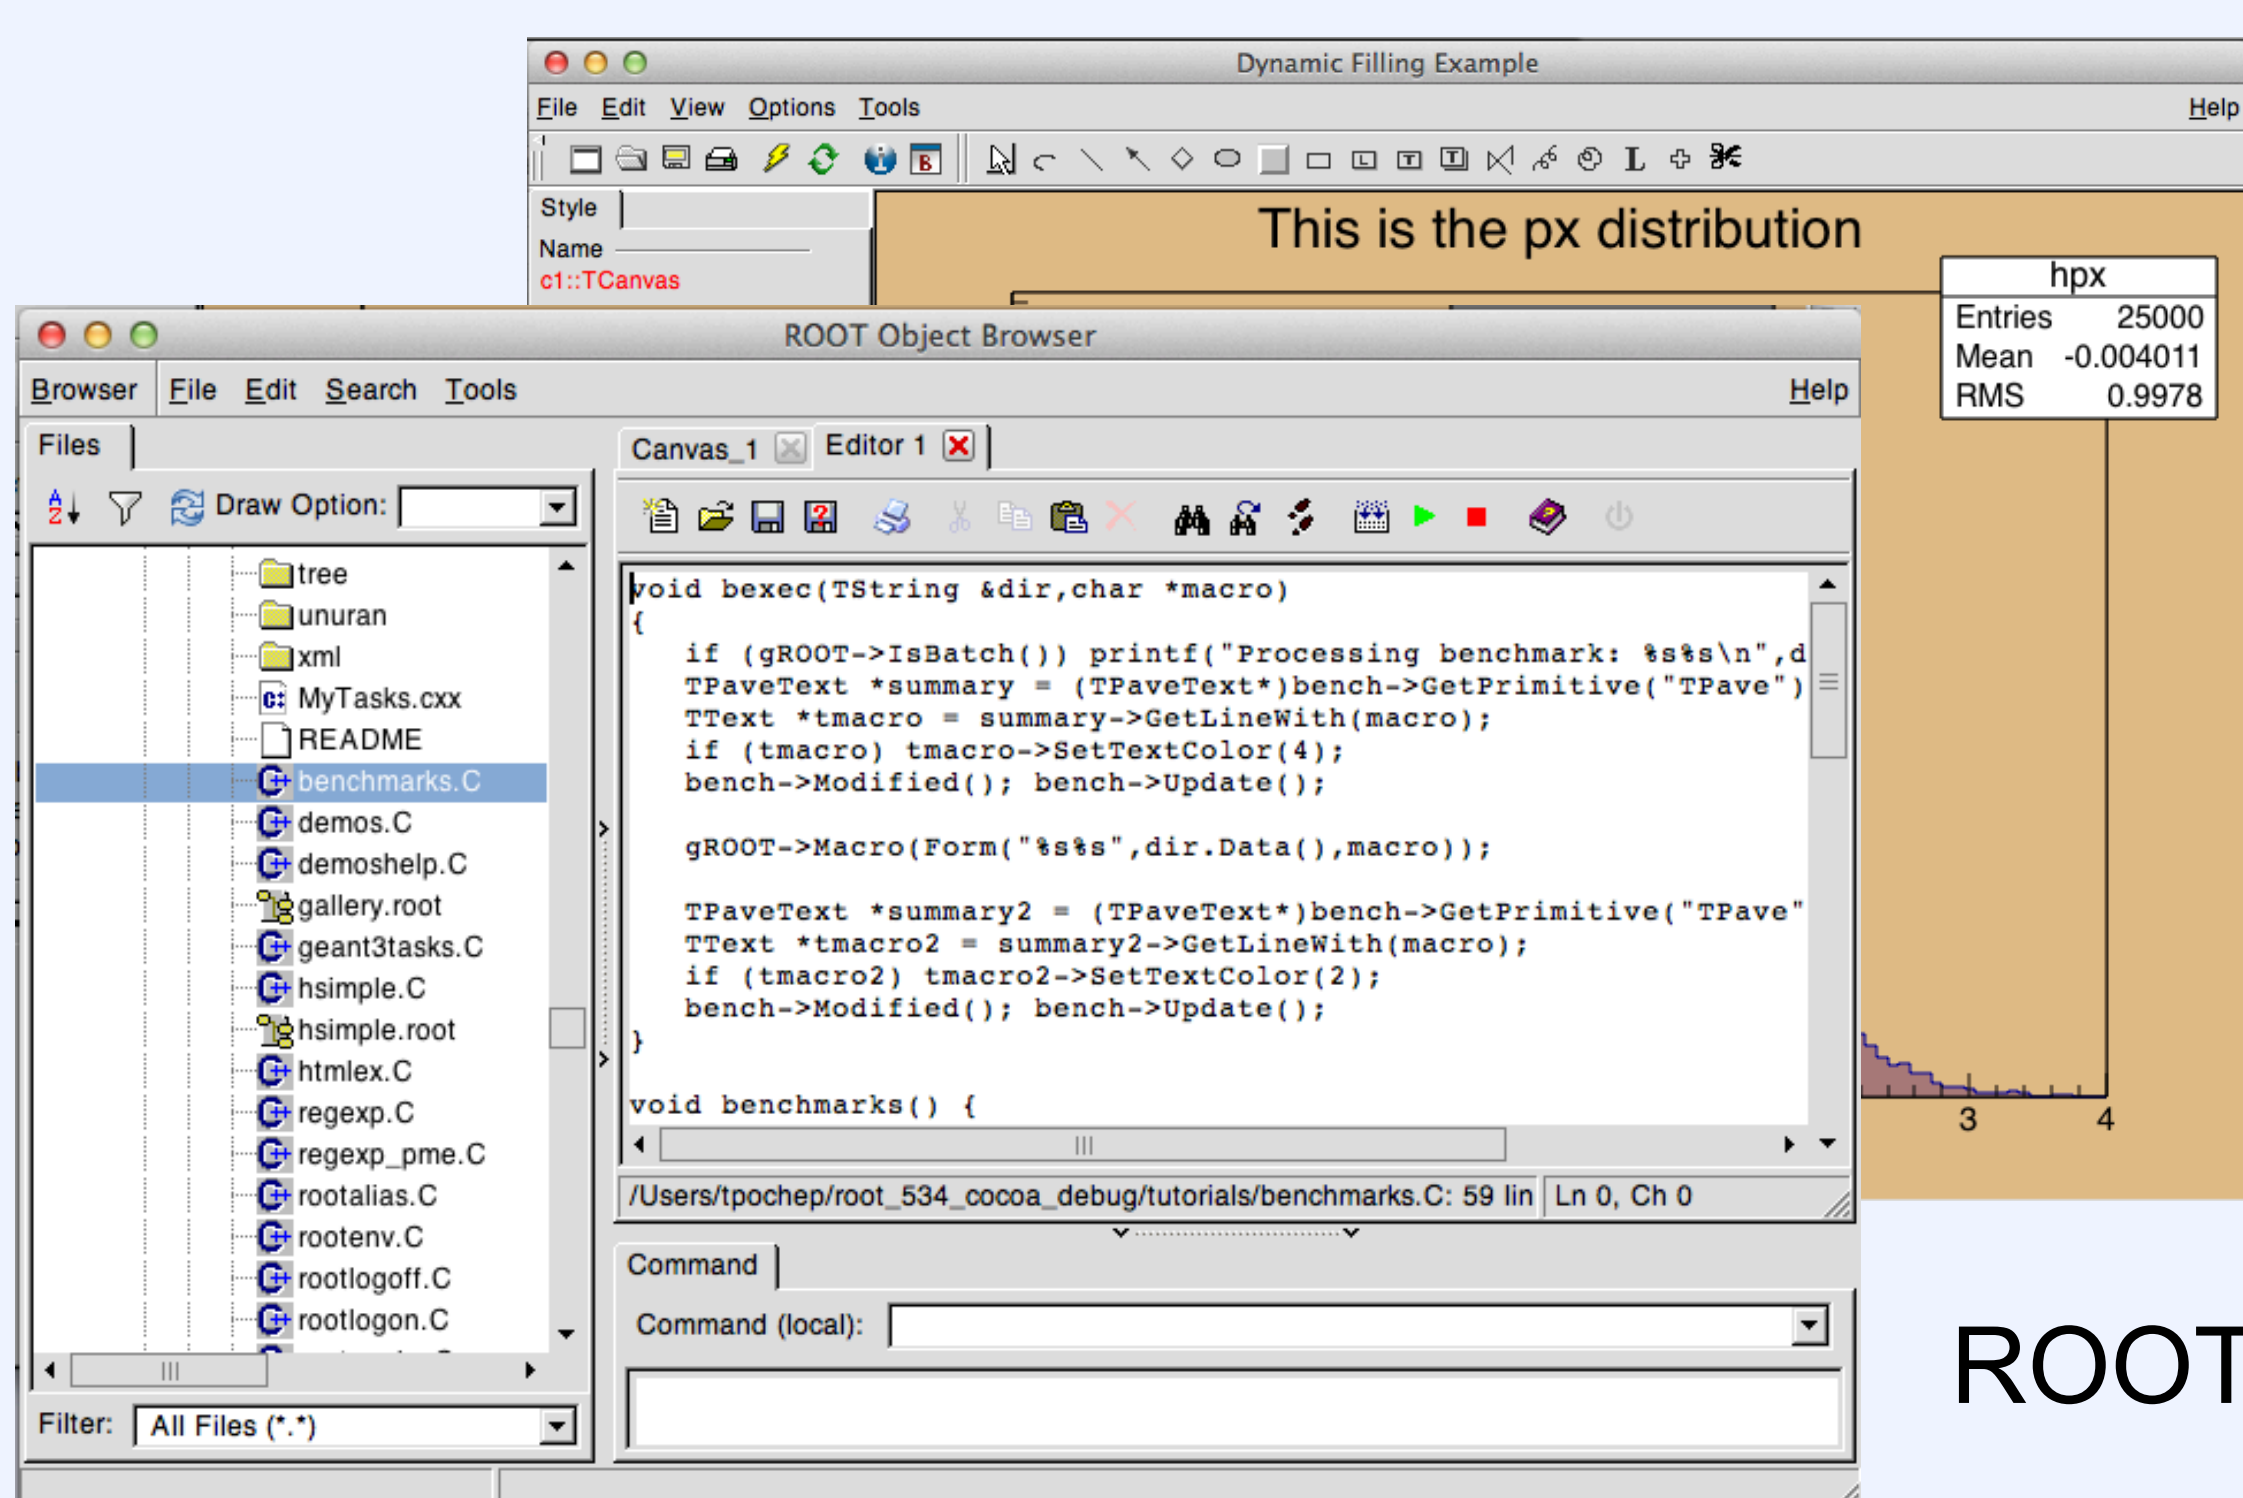 Dynamic Filling Example
File Edit View Options Tools Help
Style
Name
c1::TCanvas
This is the px distribution
hpx
Entries 25000
Mean -0.004011
RMS 0.9978
3 4
ROOT Object Browser
Browser File Edit Search Tools Help
Files
Draw Option:
tree
unuran
xml
MyTasks.cxx
README
benchmarks.C
demos.C
demoshelp.C
gallery.root
geant3tasks.C
hsimple.C
hsimple.root
htmlex.C
regexp.C
regexp_pme.C
rootalias.C
rootenv.C
rootlogoff.C
rootlogon.C
Filter: All Files (*.*)
Canvas_1 Editor 1
void bexec(TString &dir,char *macro)
{
   if (gROOT->IsBatch()) printf("Processing benchmark: %s%s\n",d
   TPaveText *summary = (TPaveText*)bench->GetPrimitive("TPave")
   TText *tmacro = summary->GetLineWith(macro);
   if (tmacro) tmacro->SetTextColor(4);
   bench->Modified(); bench->Update();
   gROOT->Macro(Form("%s%s",dir.Data(),macro));
   TPaveText *summary2 = (TPaveText*)bench->GetPrimitive("TPave"
   TText *tmacro2 = summary2->GetLineWith(macro);
   if (tmacro2) tmacro2->SetTextColor(2);
   bench->Modified(); bench->Update();
}
void benchmarks() {
/Users/tpochep/root_534_cocoa_debug/tutorials/benchmarks.C: 59 lin Ln 0, Ch 0
Command
Command (local):
ROOT